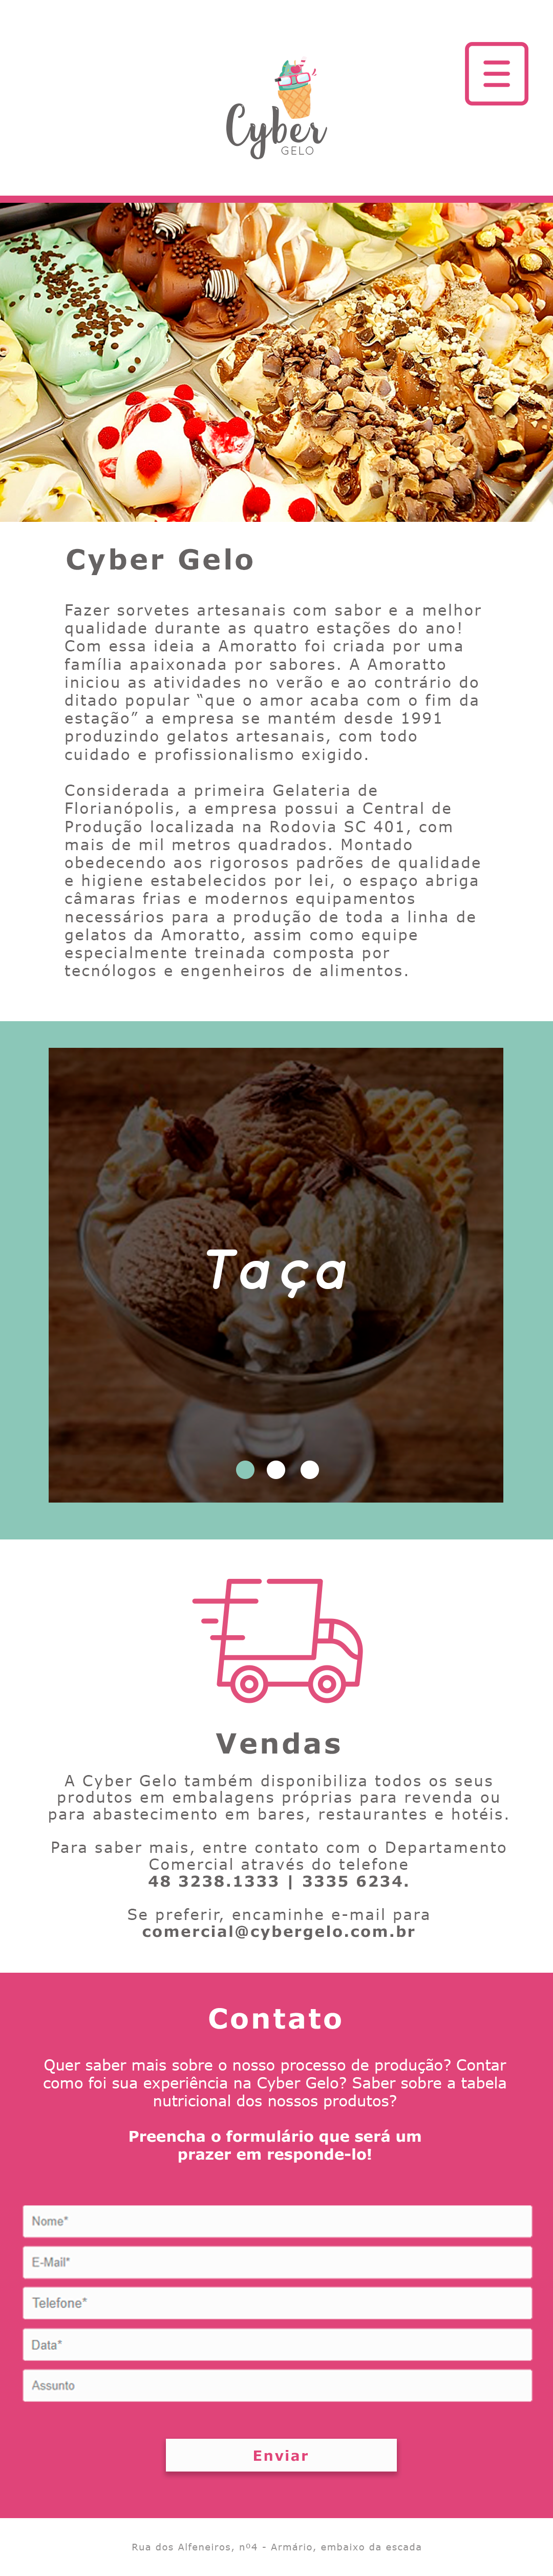 Cyber
GELO
Cyber Gelo
Fazer sorvetes artesanais com sabor e a melhor
qualidade durante as quatro estações do ano!
Com essa ideia a Amoratto foi criada por uma
família apaixonada por sabores. A Amoratto
iniciou as atividades no verão e ao contrário do
ditado popular “que o amor acaba com o fim da
estação” a empresa se mantém desde 1991
produzindo gelatos artesanais, com todo
cuidado e profissionalismo exigido.
Considerada a primeira Gelateria de
Florianópolis, a empresa possui a Central de
Produção localizada na Rodovia SC 401, com
mais de mil metros quadrados. Montado
obedecendo aos rigorosos padrões de qualidade
e higiene estabelecidos por lei, o espaço abriga
câmaras frias e modernos equipamentos
necessários para a produção de toda a linha de
gelatos da Amoratto, assim como equipe
especialmente treinada composta por
tecnólogos e engenheiros de alimentos.
Taça
Vendas
A Cyber Gelo também disponibiliza todos os seus
produtos em embalagens próprias para revenda ou
para abastecimento em bares, restaurantes e hotéis.
Para saber mais, entre contato com o Departamento
Comercial através do telefone
48 3238.1333 | 3335 6234.
Se preferir, encaminhe e-mail para
comercial@cybergelo.com.br
Contato
Quer saber mais sobre o nosso processo de produção? Contar
como foi sua experiência na Cyber Gelo? Saber sobre a tabela
nutricional dos nossos produtos?
Preencha o formulário que será um
prazer em responde-lo!
Nome*
E-Mail*
Telefone*
Data*
Assunto
Enviar
Rua dos Alfeneiros, nº4 - Armário, embaixo da escada